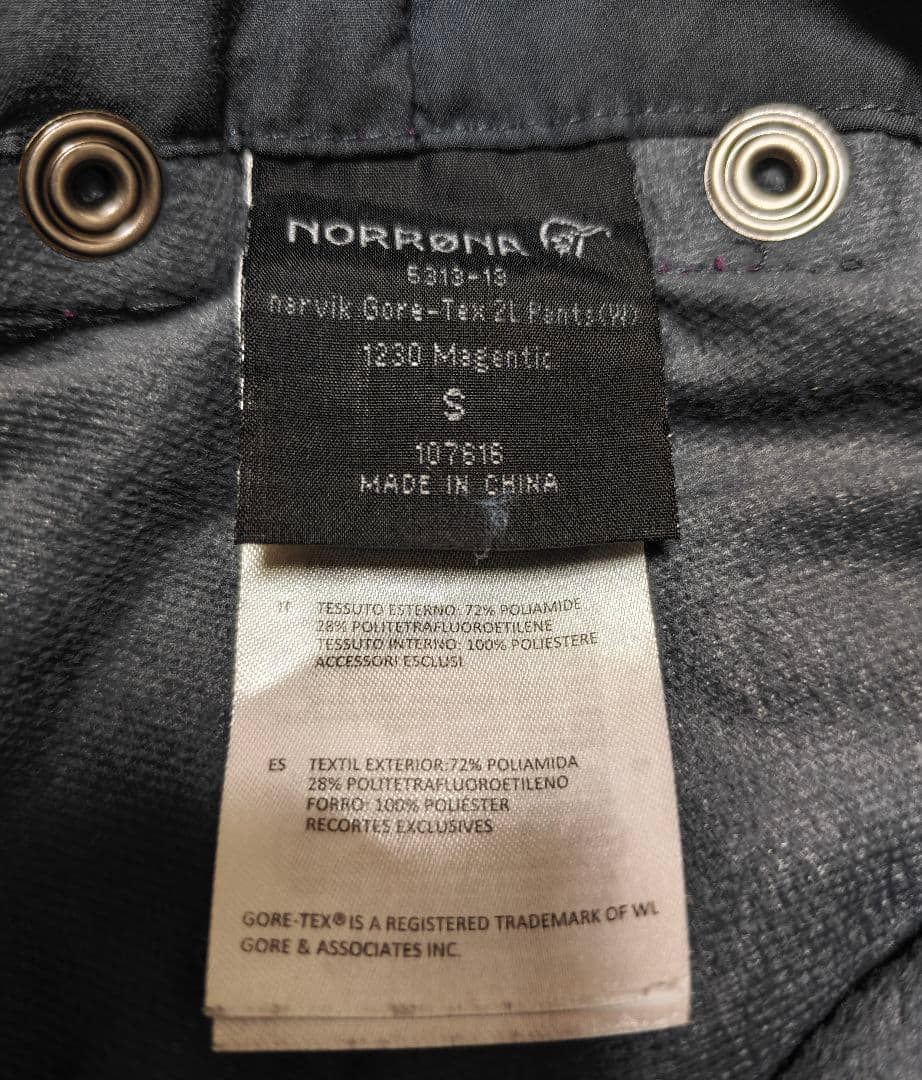 NORRØNA
5313-13
narvik Gore-Tex 2L Pants(W)
1230 Magentic
S
107616
MADE IN CHINA
IT TESSUTO ESTERNO: 72% POLIAMIDE
28% POLITETRAFLUOROETILENE
TESSUTO INTERNO: 100% POLIESTERE
ACCESSORI ESCLUSI
ES TEXTIL EXTERIOR:72% POLIAMIDA
28% POLITETRAFLUOROETILENO
FORRO: 100% POLIÉSTER
RECORTES EXCLUSIVES
GORE-TEX® IS A REGISTERED TRADEMARK OF WL
GORE & ASSOCIATES INC.